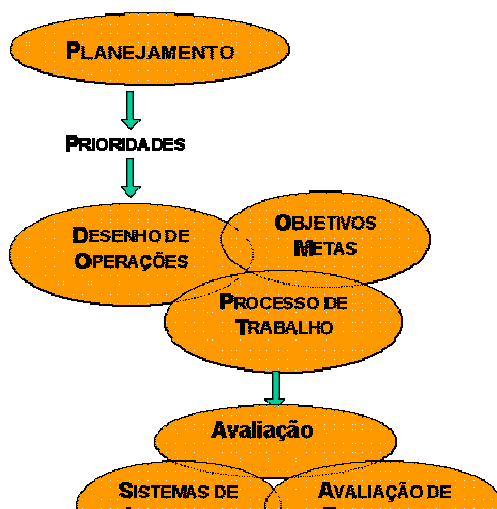 PLANEJAMENTO
PRIORIDADES
DESENHO DE
OPERAÇÕES
OBJETIVOS
METAS
PROCESSO DE
TRABALHO
Avaliação
SISTEMAS DE
AVALIAÇÃO DE